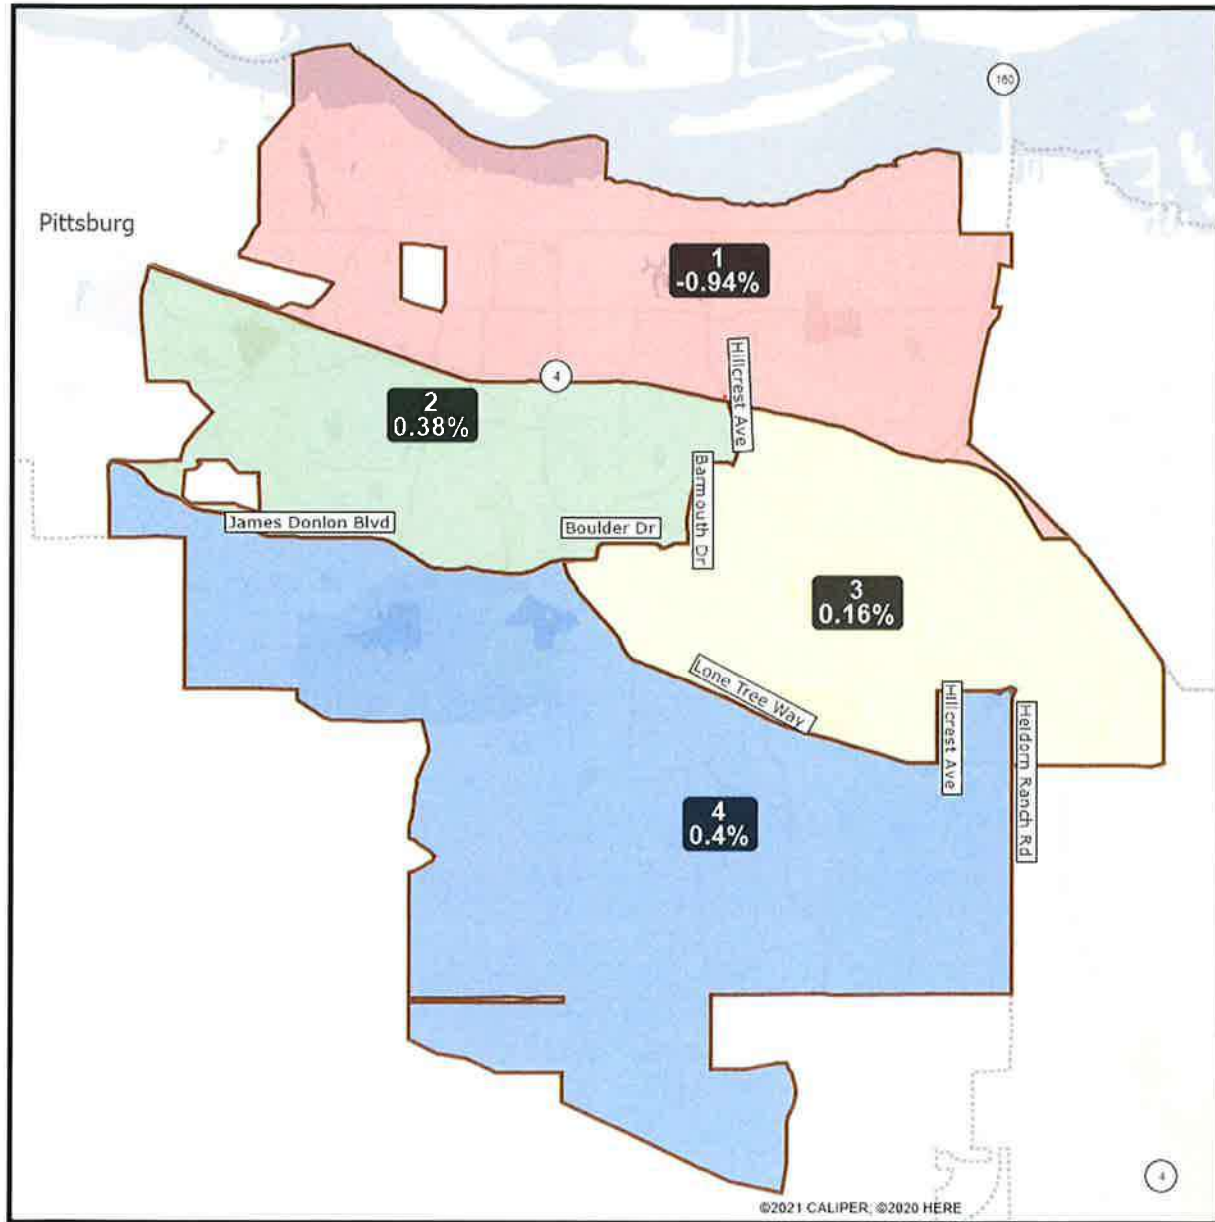 160
Pittsburg
1
-0.94%
Hillcrest Ave
4
2
0.38%
Barmouth Dr
James Donlon Blvd
Boulder Dr
3
0.16%
Lone Tree Way
Hillcrest Ave
Heidorn Ranch Rd
4
0.4%
4
©2021 CALIPER; ©2020 HERE